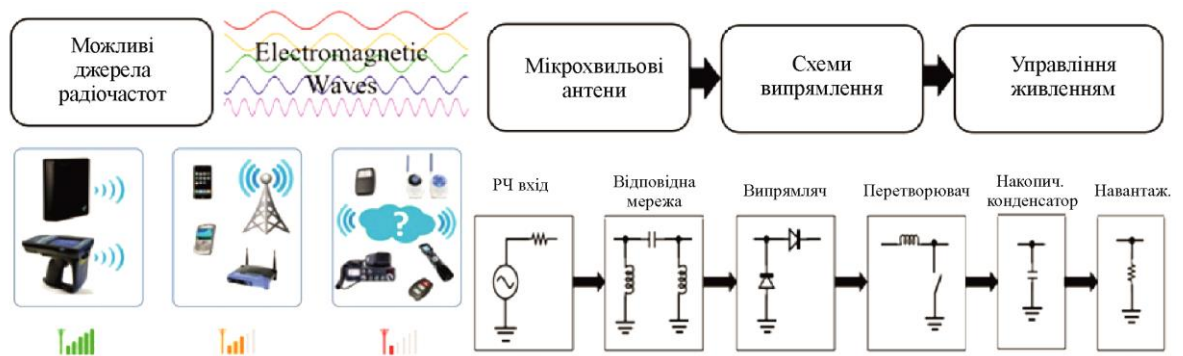 Можливі
джерела
радіочастот
Electromagnetic
Waves
Мікрохвильові
антени
Схеми
випрямлення
Управління
живленням
?
РЧ вхід
Відповідна
мережа
Випрямляч
Перетворювач
Накопич.
конденсатор
Навантаж.